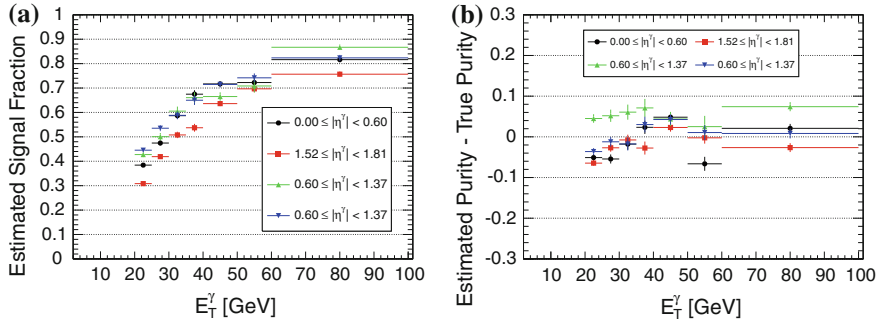 (a)
Estimated Signal Fraction
1
0.9
0.8
0.7
0.6
0.5
0.4
0.3
0.2
0.1
0
0.00 ≤ |η^γ| < 0.60
1.52 ≤ |η^γ| < 1.81
0.60 ≤ |η^γ| < 1.37
0.60 ≤ |η^γ| < 1.37
10 20 30 40 50 60 70 80 90 100
E_T^γ [GeV]
(b)
Estimated Purity - True Purity
0.3
0.2
0.1
0
-0.1
-0.2
-0.3
0.00 ≤ |η^γ| < 0.60 1.52 ≤ |η^γ| < 1.81
0.60 ≤ |η^γ| < 1.37 0.60 ≤ |η^γ| < 1.37
10 20 30 40 50 60 70 80 90 100
E_T^γ [GeV]